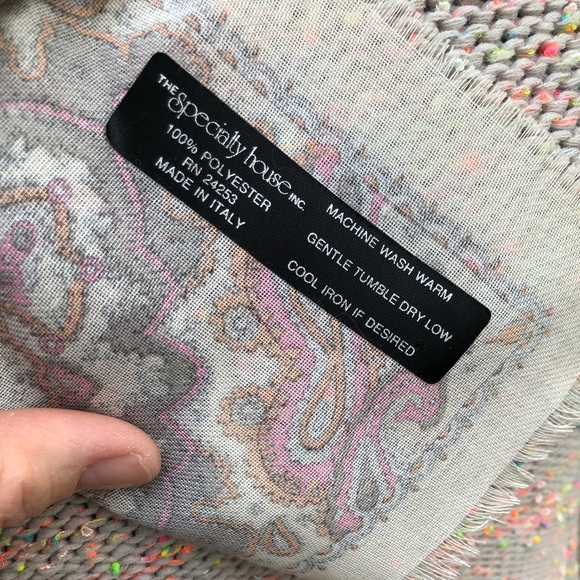 THE
Specialty house INC.
100% POLYESTER
RN 24253
MADE IN ITALY
MACHINE WASH WARM
GENTLE TUMBLE DRY LOW
COOL IRON IF DESIRED